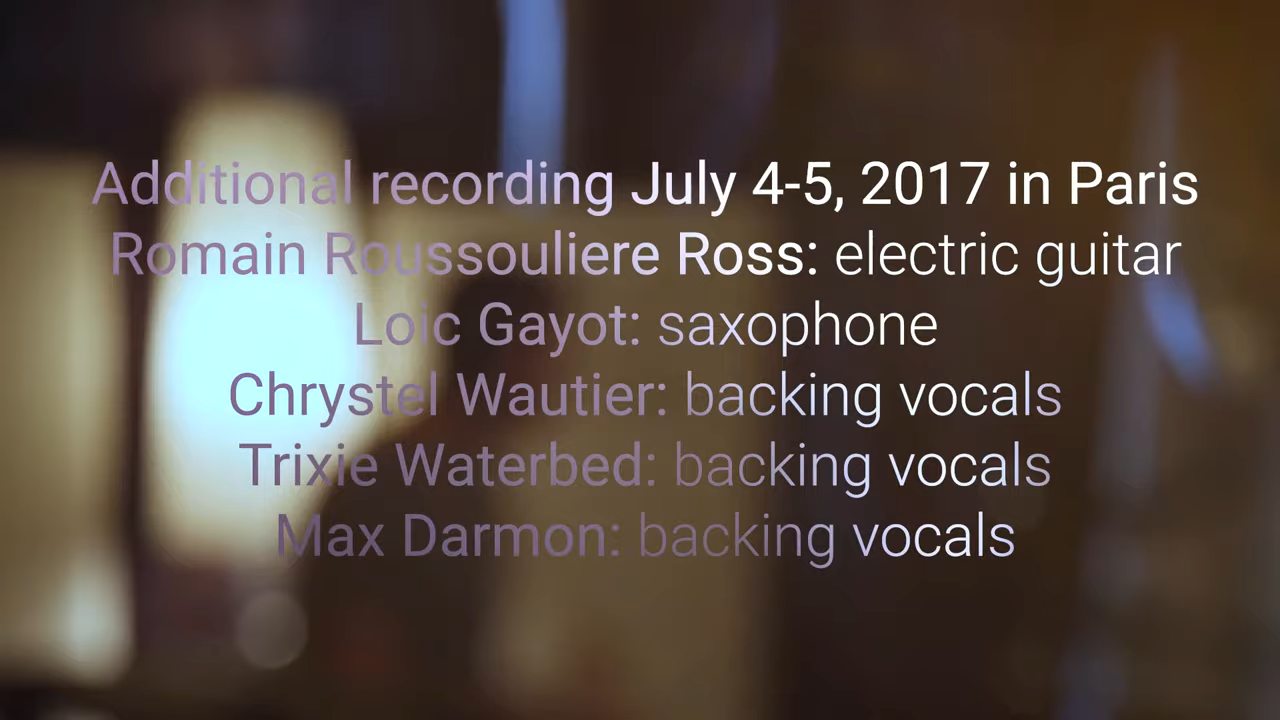 Additional recording July 4-5, 2017 in Paris
Romain Roussouliere Ross: electric guitar
Loic Gayot: saxophone
Chrystel Wautier: backing vocals
Trixie Waterbed: backing vocals
Max Darmon: backing vocals